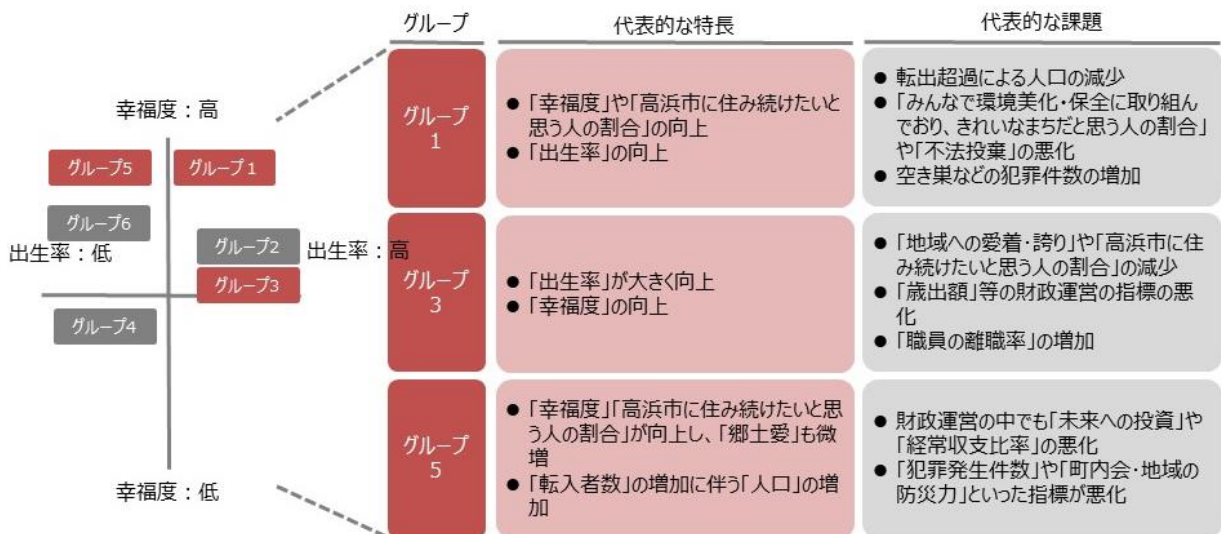 幸福度：高
グループ5
グループ1
グループ6
グループ2
出生率：低
出生率：高
グループ3
グループ4
幸福度：低
グループ
代表的な特長
代表的な課題
グループ
1
● 「幸福度」や「高浜市に住み続けたいと
思う人の割合」の向上
● 「出生率」の向上
● 転出超過による人口の減少
● 「みんなで環境美化・保全に取り組ん
でおり、きれいなまちだと思う人の割合」
や「不法投棄」の悪化
● 空き巣などの犯罪件数の増加
グループ
3
● 「出生率」が大きく向上
● 「幸福度」の向上
● 「地域への愛着・誇り」や「高浜市に住
み続けたいと思う人の割合」の減少
● 「歳出額」等の財政運営の指標の悪
化
● 「職員の離職率」の増加
グループ
5
● 「幸福度」「高浜市に住み続けたいと思
う人の割合」が向上し、「郷土愛」も微
増
● 「転入者数」の増加に伴う「人口」の増
加
● 財政運営の中でも「未来への投資」や
「経常収支比率」の悪化
● 「犯罪発生件数」や「町内会・地域の
防災力」といった指標が悪化